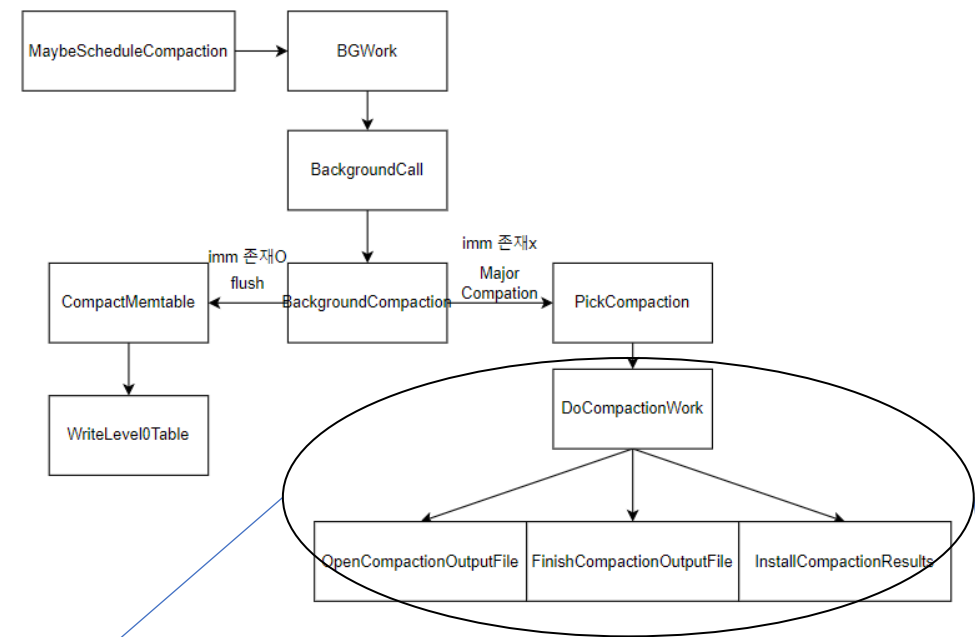 MaybeScheduleCompaction
BGWork
BackgroundCall
imm 존재O
flush
imm 존재x
Major
Compation
CompactMemtable
BackgroundCompaction
PickCompaction
DoCompactionWork
WriteLevel0Table
OpenCompactionOutputFile
FinishCompactionOutputFile
InstallCompactionResults